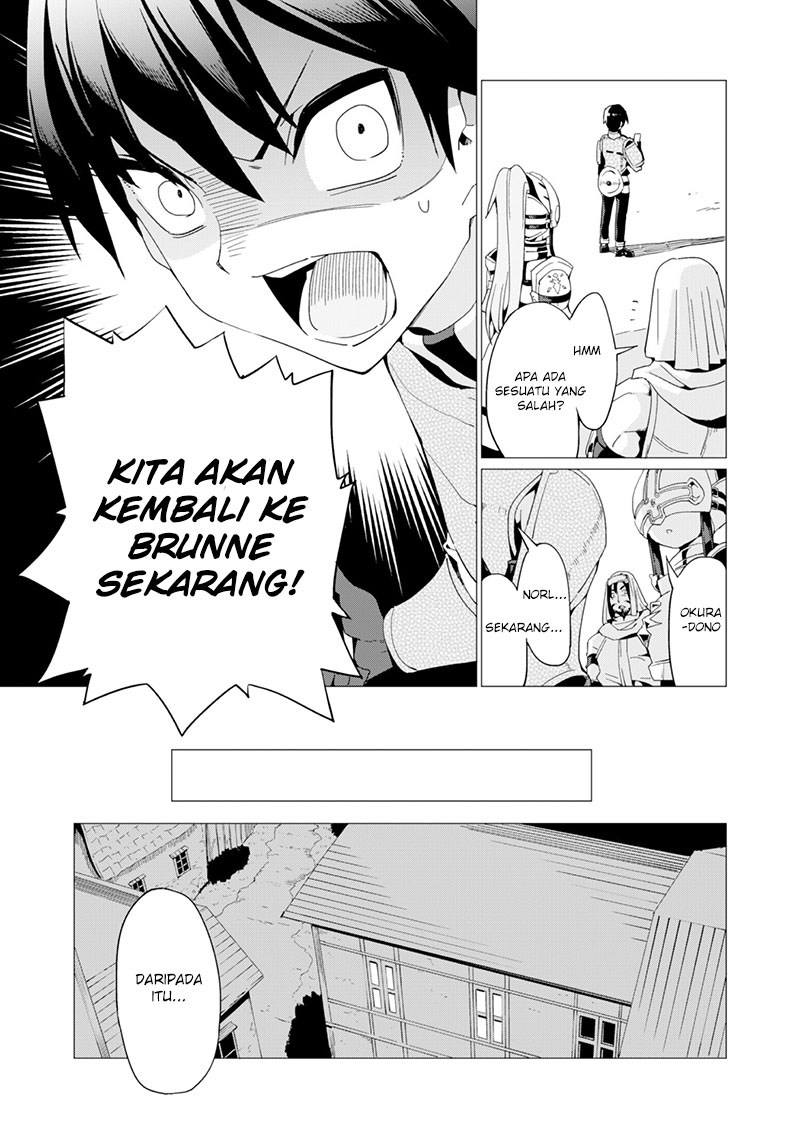 HMM
APA ADA
SESUATU YANG
SALAH?
OKURA
-DONO
NORL...
SEKARANG...
KITA AKAN
KEMBALI KE
BRUNNE
SEKARANG!
DARIPADA
ITU...